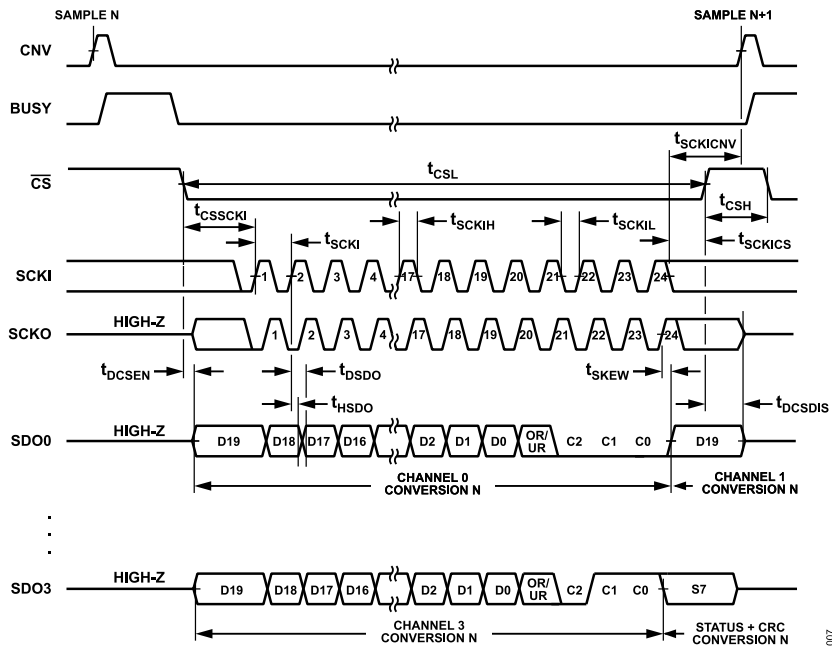 SAMPLE N SAMPLE N+1
CNV
BUSY
tSCKICNV
CS tCSL
tCSSCKI tSCKIH tSCKIL tCSH
tSCKI tSCKICS
SCKI 1 2 3 4 17 18 19 20 21 22 23 24
HIGH-Z
SCKO 1 2 3 4 17 18 19 20 21 22 23 24
tDCSEN tDSDO tSKEW
tHSDO tDCSDIS
HIGH-Z OR/
SDO0 D19 D18 D17 D16 D2 D1 D0 UR C2 C1 C0 D19
CHANNEL 0 CHANNEL 1
CONVERSION N CONVERSION N
HIGH-Z OR/
SDO3 D19 D18 D17 D16 D2 D1 D0 UR C2 C1 C0 S7
CHANNEL 3 STATUS + CRC
CONVERSION N CONVERSION N
007